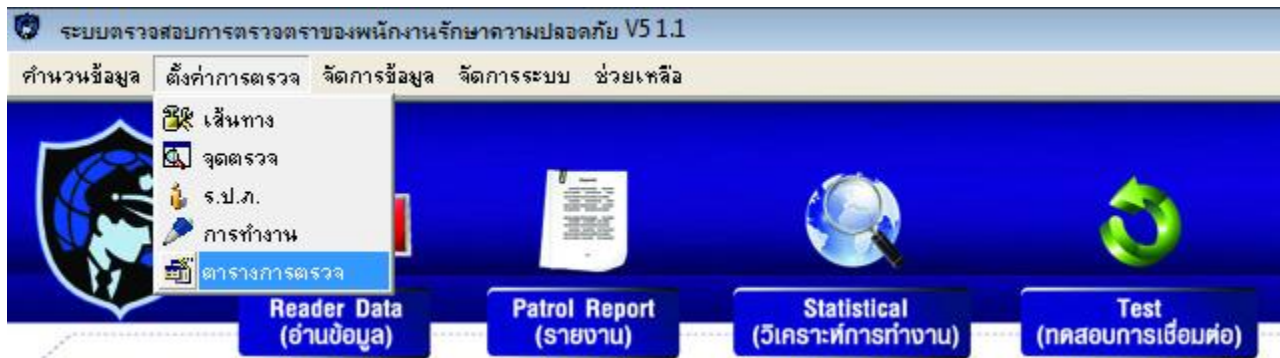 ระบบตรวจสอบการตรวจตราของพนักงานรักษาความปลอดภัย V5 1.1
คำนวนข้อมูล ตั้งค่าการตรวจ จัดการข้อมูล จัดการระบบ ช่วยเหลือ
เส้นทาง
จุดตรวจ
ร.ป.ภ.
การทำงาน
ตารางการตรวจ
Reader Data
(อ่านข้อมูล)
Patrol Report
(รายงาน)
Statistical
(วิเคราะห์การทำงาน)
Test
(ทดสอบการเชื่อมต่อ)